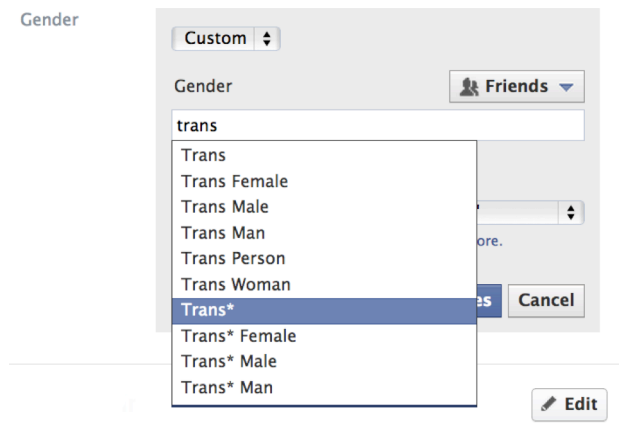 Gender
Custom
Gender
Friends
trans
Trans
Trans Female
Trans Male
Trans Man
Trans Person
Trans Woman
Trans*
Trans* Female
Trans* Male
Trans* Man
ore.
es
Cancel
Edit